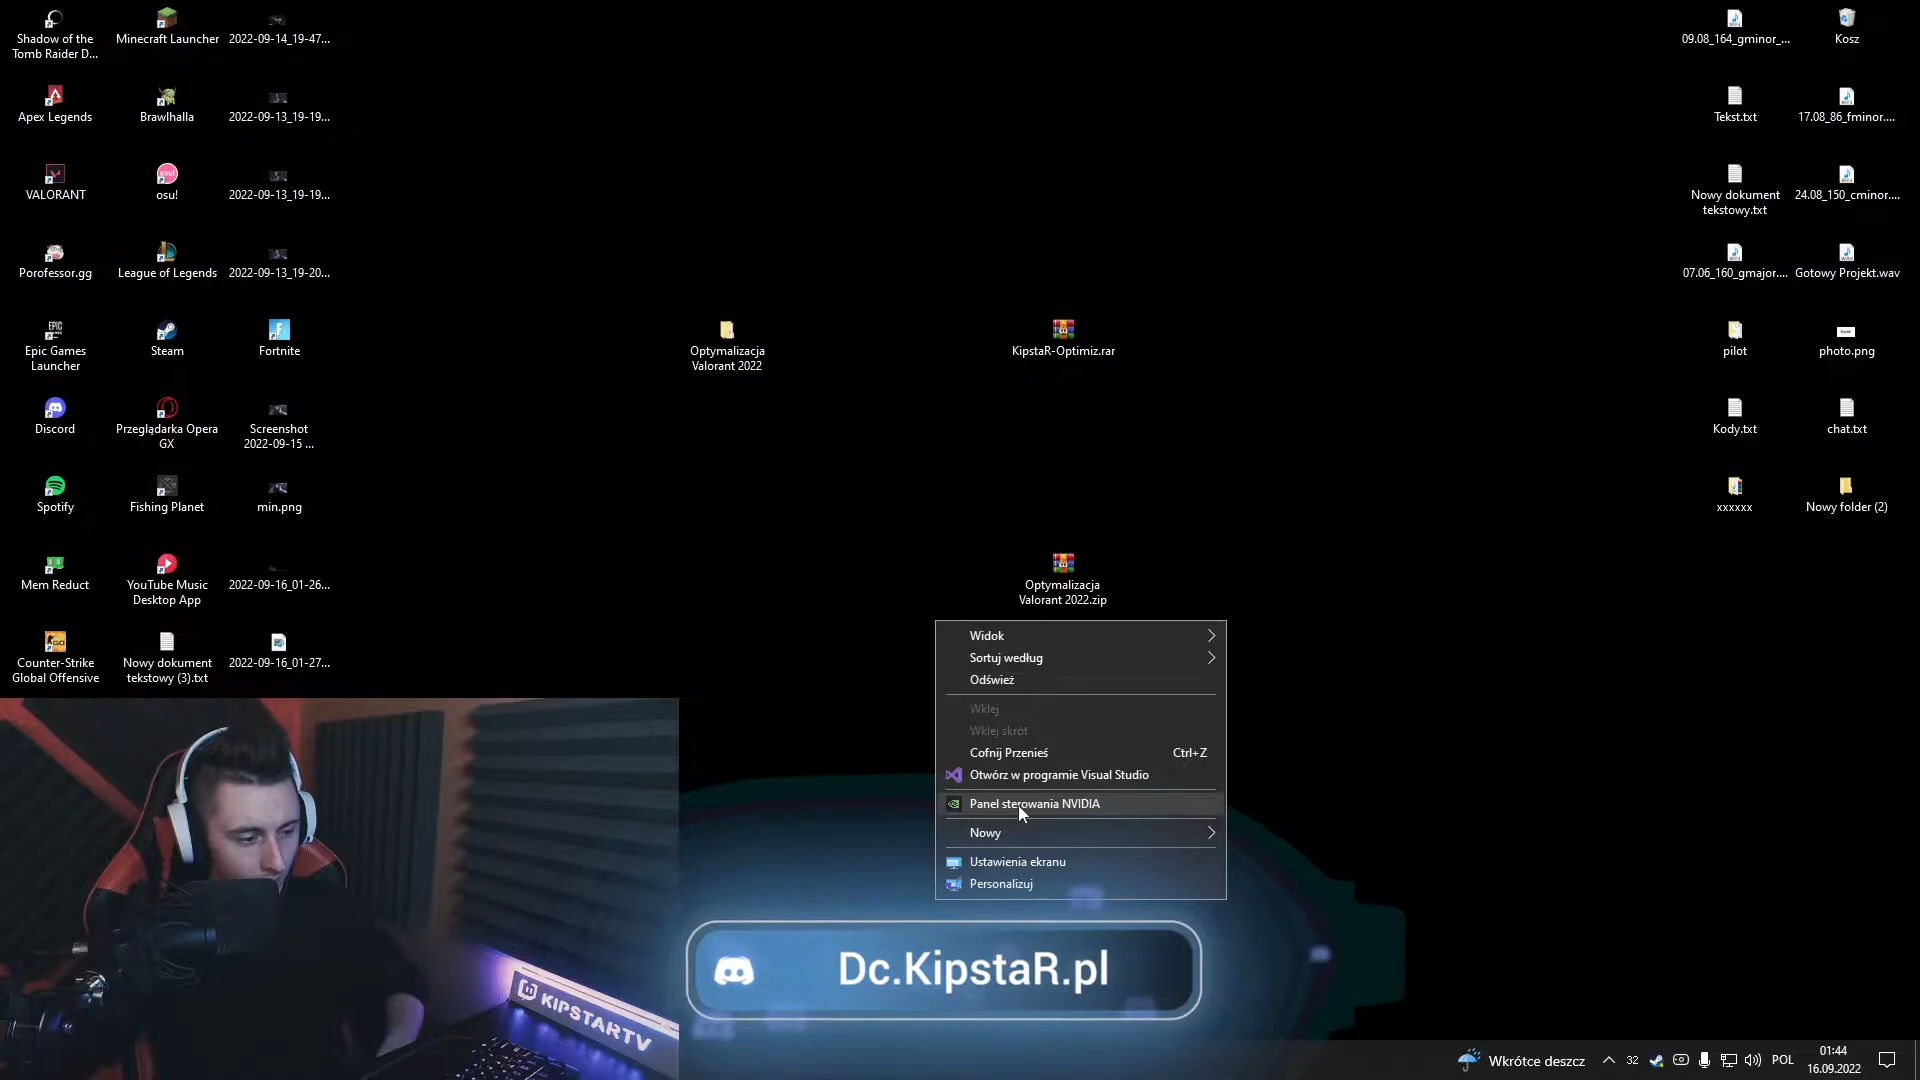 Shadow of the
Tomb Raider D...
Minecraft Launcher
2022-09-14_19-47...
09.08_164_gminor_...
Kosz
Apex Legends
Brawlhalla
2022-09-13_19-19...
Tekst.txt
17.08_86_fminor....
VALORANT
osu!
2022-09-13_19-19...
Nowy dokument
tekstowy.txt
24.08_150_cminor....
Porofessor.gg
League of Legends
2022-09-13_19-20...
07.06_160_gmajor....
Gotowy Projekt.wav
EPIC
Epic Games
Launcher
Steam
Fortnite
Optymalizacja
Valorant 2022
KipstaR-Optimiz.rar
pilot
photo.png
Discord
Przeglądarka Opera
GX
Screenshot
2022-09-15 ...
Kody.txt
chat.txt
Spotify
Fishing Planet
min.png
xxxxxx
Nowy folder (2)
Mem Reduct
YouTube Music
Desktop App
2022-09-16_01-26...
Optymalizacja
Valorant 2022.zip
Counter-Strike
Global Offensive
Nowy dokument
tekstowy (3).txt
2022-09-16_01-27...
Widok
Sortuj według
Odśwież
Wklej
Wklej skrót
Cofnij Przenieś Ctrl+Z
Otwórz w programie Visual Studio
Panel sterowania NVIDIA
Nowy
Ustawienia ekranu
Personalizuj
KIPSTARTV
Dc.KipstaR.pl
Wkrótce deszcz
32
POL
01:44
16.09.2022